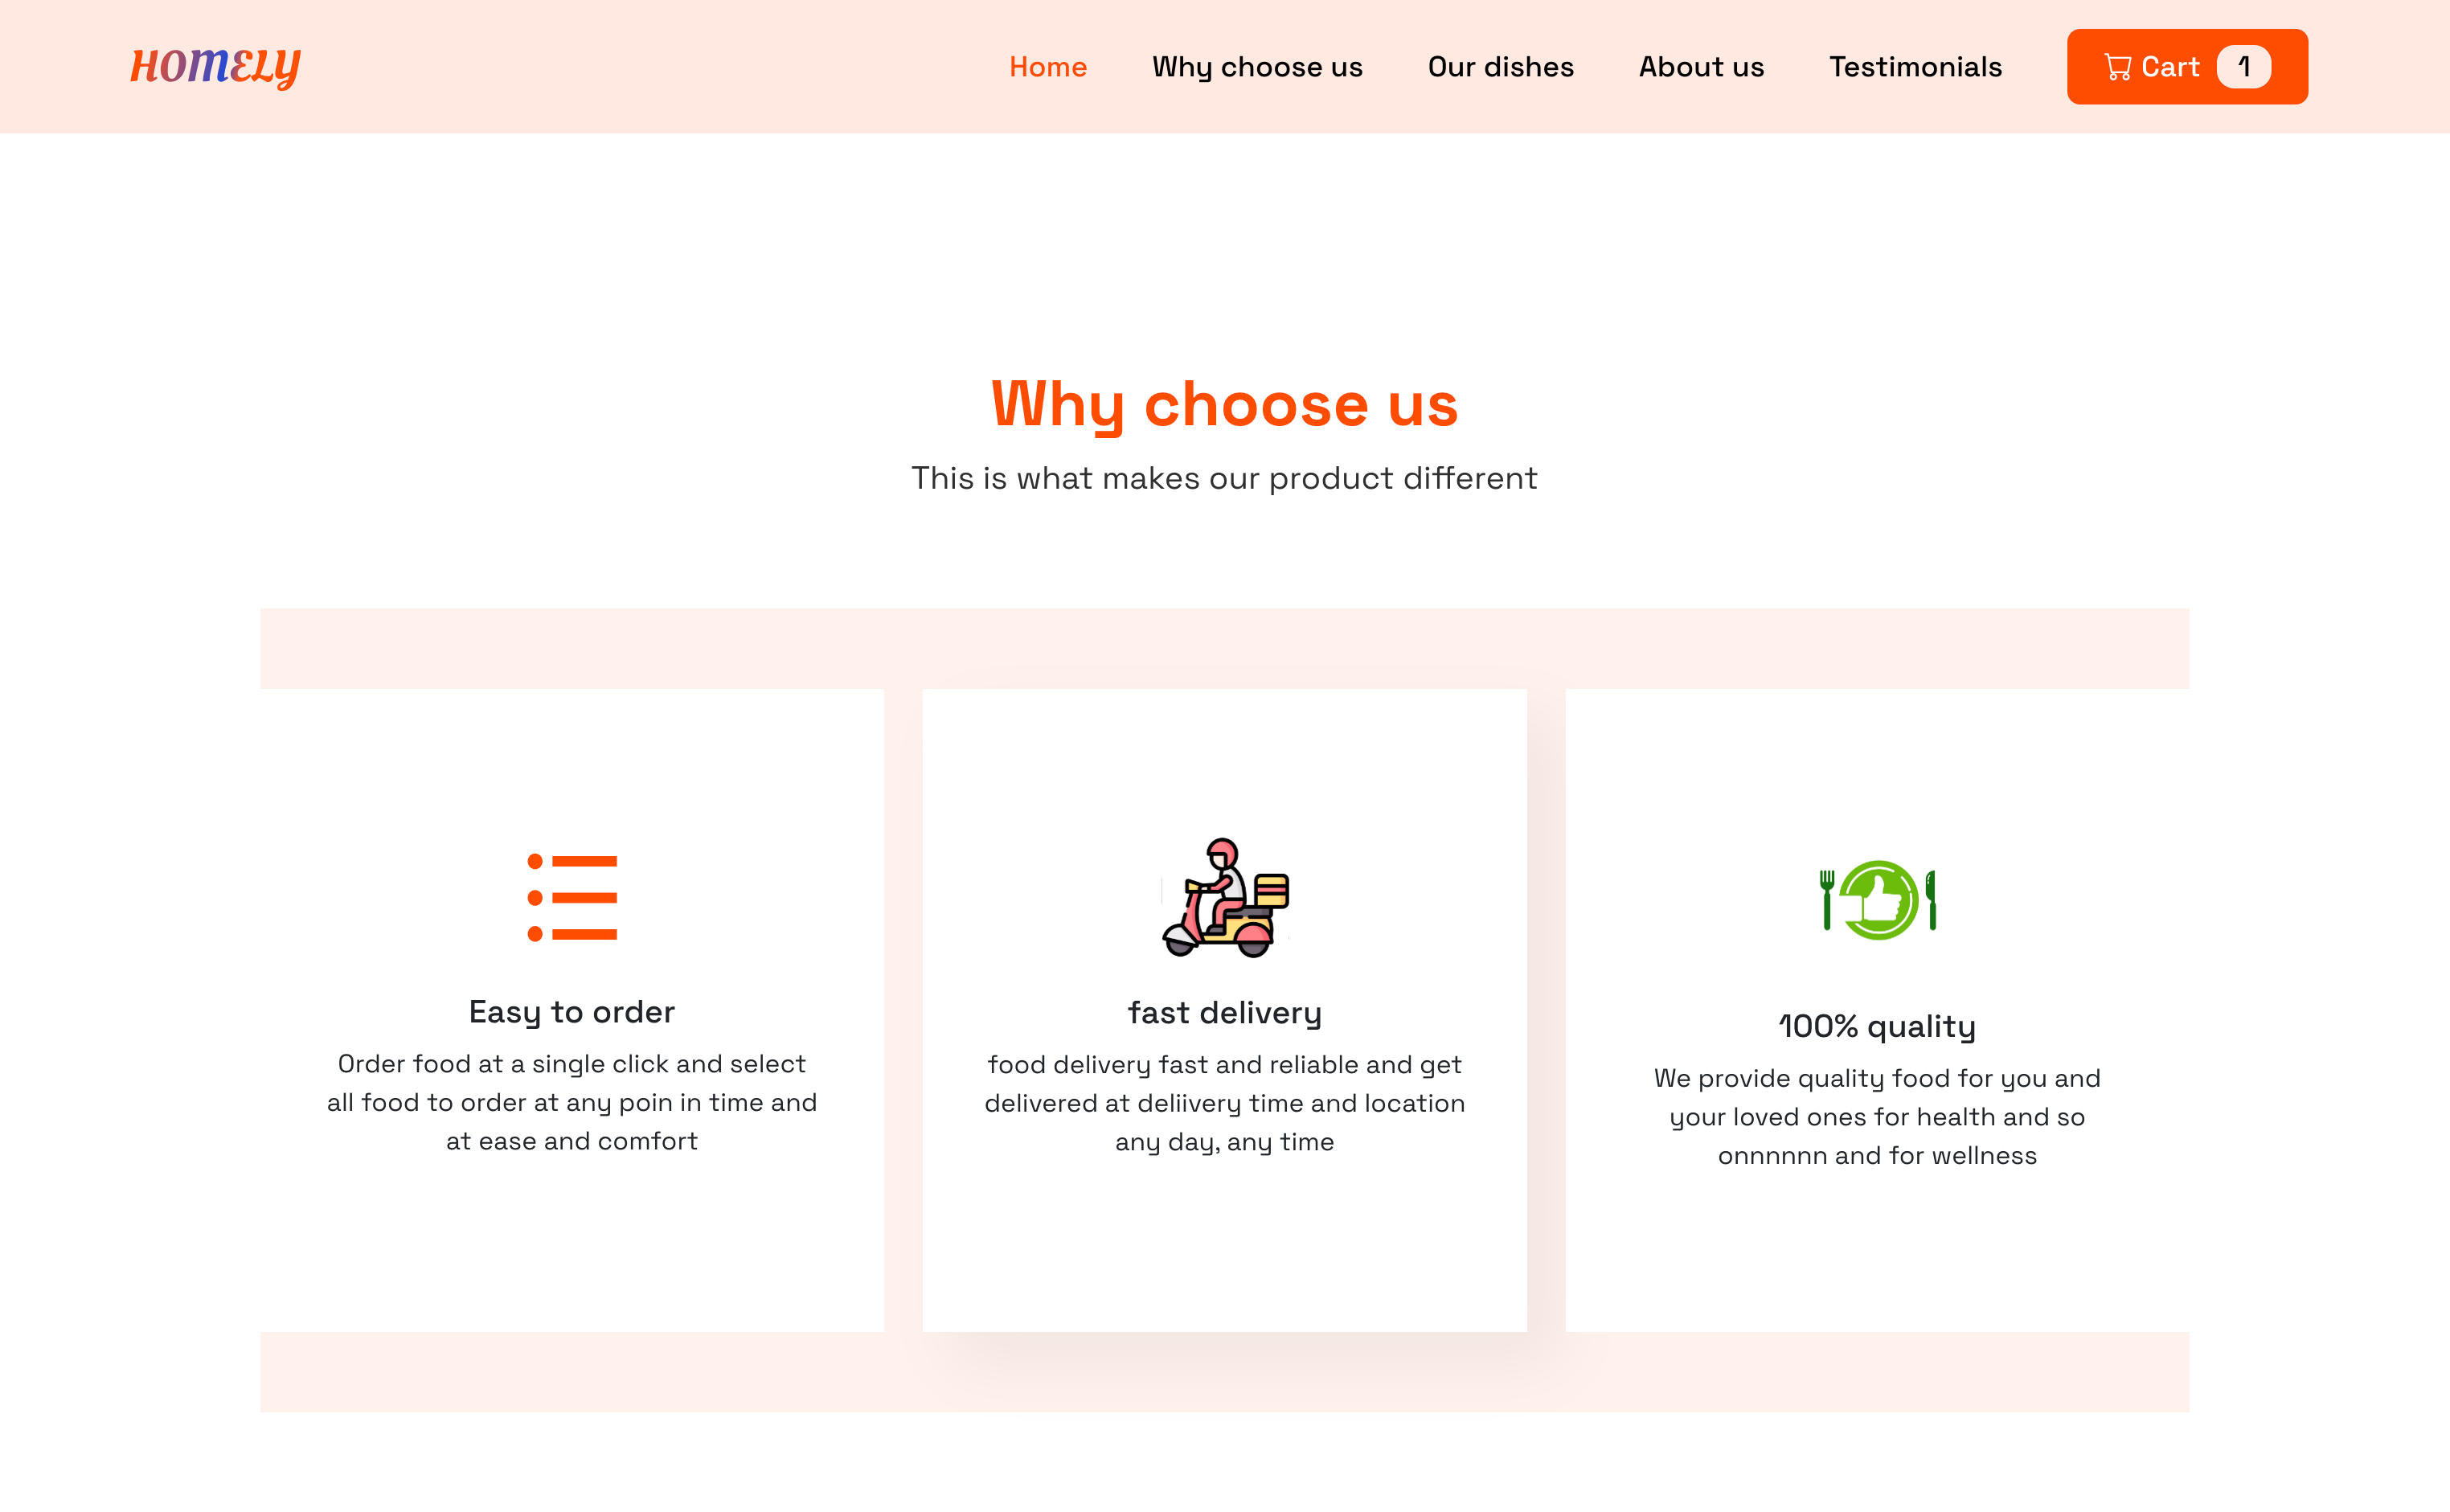 HOMELY
Home Why choose us Our dishes About us Testimonials Cart 1
Why choose us
This is what makes our product different
Easy to order
Order food at a single click and select
all food to order at any poin in time and
at ease and comfort
fast delivery
food delivery fast and reliable and get
delivered at deliivery time and location
any day, any time
100% quality
We provide quality food for you and
your loved ones for health and so
onnnnnn and for wellness